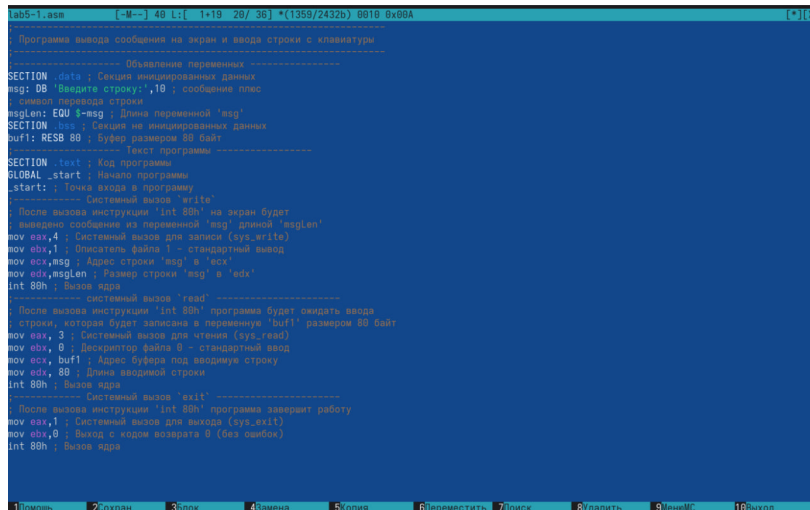 lab5-1.asm [-M--] 40 L:[ 1+19 20/ 36] *(1359/2432b) 0010 0x00A [*][
;------------------------------------------------------------
; Программа вывода сообщения на экран и ввода строки с клавиатуры
;------------------------------------------------------------
;------------------- Объявление переменных ----------------
SECTION .data ; Секция инициированных данных
msg: DB 'Введите строку:',10 ; сообщение плюс
; символ перевода строки
msgLen: EQU $-msg ; Длина переменной 'msg'
SECTION .bss ; Секция не инициированных данных
buf1: RESB 80 ; Буфер размером 80 байт
;------------------- Текст программы -----------------
SECTION .text ; Код программы
GLOBAL _start ; Начало программы
_start: ; Точка входа в программу
;------------ Системный вызов `write`
; После вызова инструкции 'int 80h' на экран будет
; выведено сообщение из переменной 'msg' длиной 'msgLen'
mov eax,4 ; Системный вызов для записи (sys_write)
mov ebx,1 ; Описатель файла 1 - стандартный вывод
mov ecx,msg ; Адрес строки 'msg' в 'ecx'
mov edx,msgLen ; Размер строки 'msg' в 'edx'
int 80h ; Вызов ядра
;------------ системный вызов `read` ----------------------
; После вызова инструкции 'int 80h' программа будет ожидать ввода
; строки, которая будет записана в переменную 'buf1' размером 80 байт
mov eax, 3 ; Системный вызов для чтения (sys_read)
mov ebx, 0 ; Дескриптор файла 0 - стандартный ввод
mov ecx, buf1 ; Адрес буфера под вводимую строку
mov edx, 80 ; Длина вводимой строки
int 80h ; Вызов ядра
;------------ Системный вызов `exit` ----------------------
; После вызова инструкции 'int 80h' программа завершит работу
mov eax,1 ; Системный вызов для выхода (sys_exit)
mov ebx,0 ; Выход с кодом возврата 0 (без ошибок)
int 80h ; Вызов ядра
1Помощь 2Сохран 3Блок 4Замена 5Копия 6Переместить 7Поиск 8Удалить 9МенюMC 10Выход